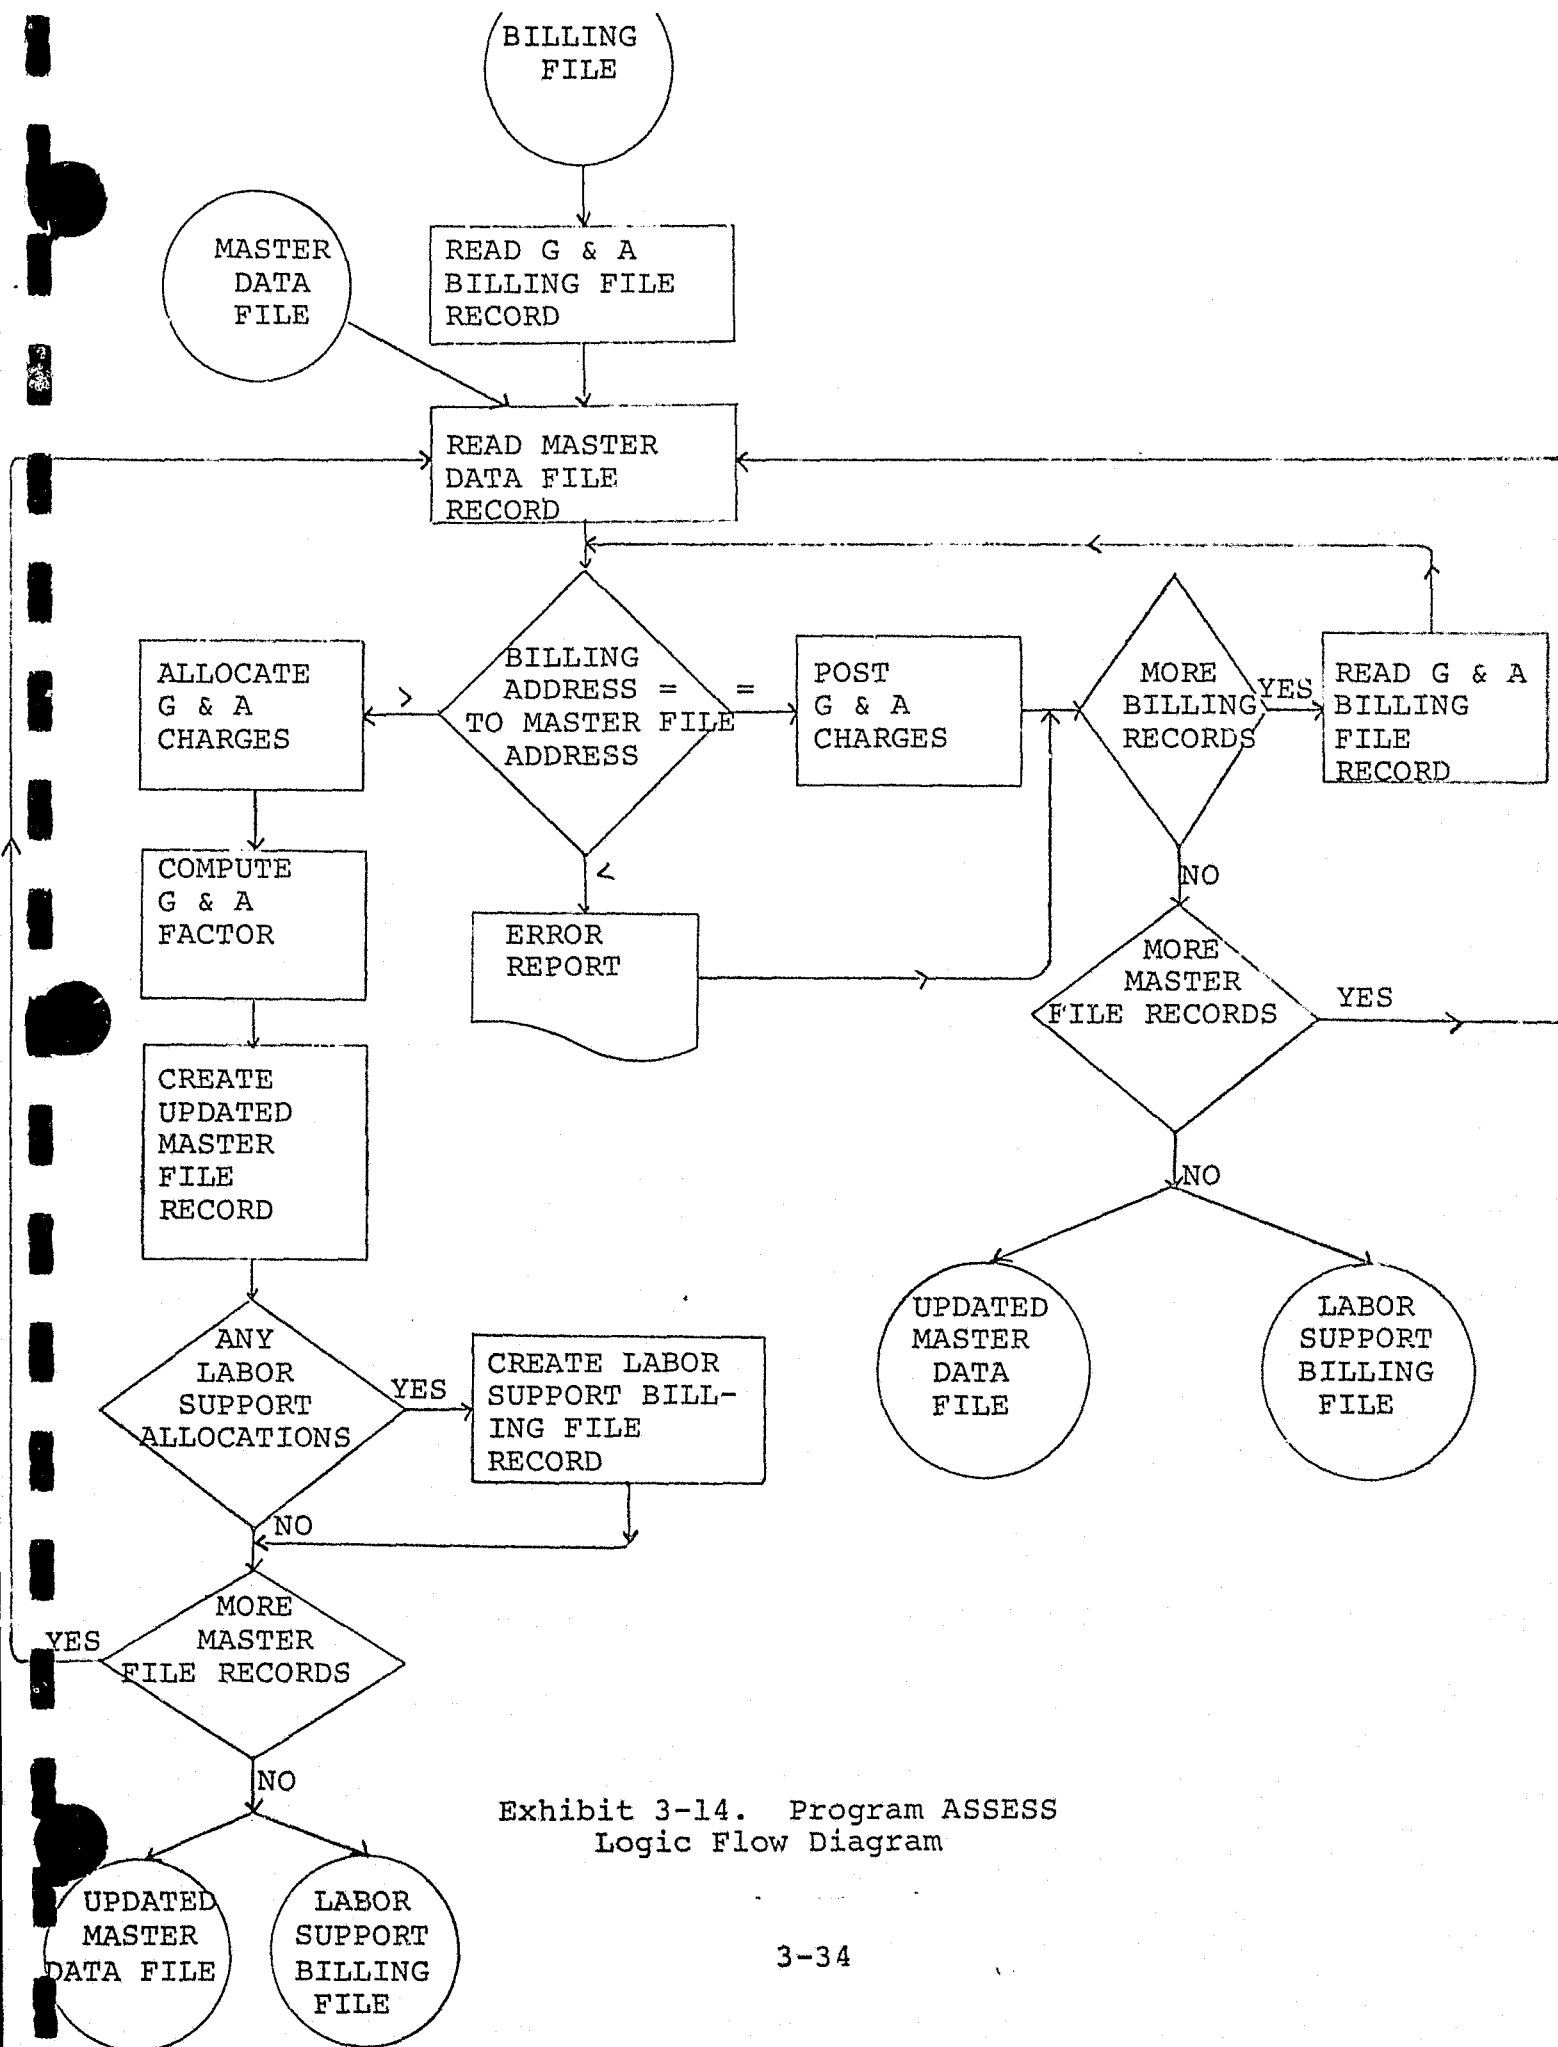 BILLING
FILE
MASTER
DATA
FILE
READ G & A
BILLING FILE
RECORD
READ MASTER
DATA FILE
RECORD
ALLOCATE
G & A
CHARGES
>
BILLING
ADDRESS =
TO MASTER FILE
ADDRESS
=
POST
G & A
CHARGES
MORE
BILLING
RECORDS
YES
READ G & A
BILLING
FILE
RECORD
COMPUTE
G & A
FACTOR
<
ERROR
REPORT
NO
MORE
MASTER
FILE RECORDS
YES
CREATE
UPDATED
MASTER
FILE
RECORD
NO
UPDATED
MASTER
DATA
FILE
LABOR
SUPPORT
BILLING
FILE
ANY
LABOR
SUPPORT
ALLOCATIONS
YES
CREATE LABOR
SUPPORT BILL-
ING FILE
RECORD
NO
MORE
MASTER
FILE RECORDS
YES
NO
UPDATED
MASTER
DATA FILE
LABOR
SUPPORT
BILLING
FILE
Exhibit 3-14. Program ASSESS
Logic Flow Diagram
3-34